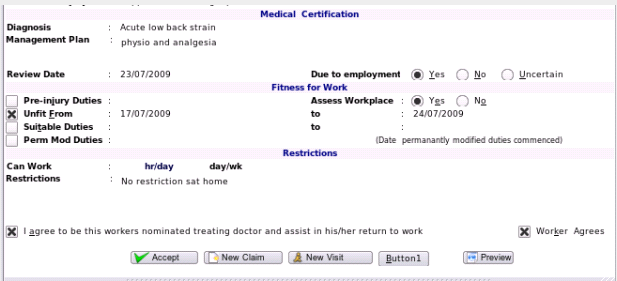 Medical Certification
Diagnosis : Acute low back strain
Management Plan : physio and analgesia
Review Date : 23/07/2009 Due to employment Yes No Uncertain
Fitness for Work
Pre-injury Duties : Assess Workplace : Yes No
Unfit From : 17/07/2009 to : 24/07/2009
Suitable Duties : to :
Perm Mod Duties : (Date permanantly modified duties commenced)
Restrictions
Can Work : hr/day day/wk
Restrictions : No restriction sat home
I agree to be this workers nominated treating doctor and assist in his/her return to work Worker Agrees
Accept New Claim New Visit Button1 Preview